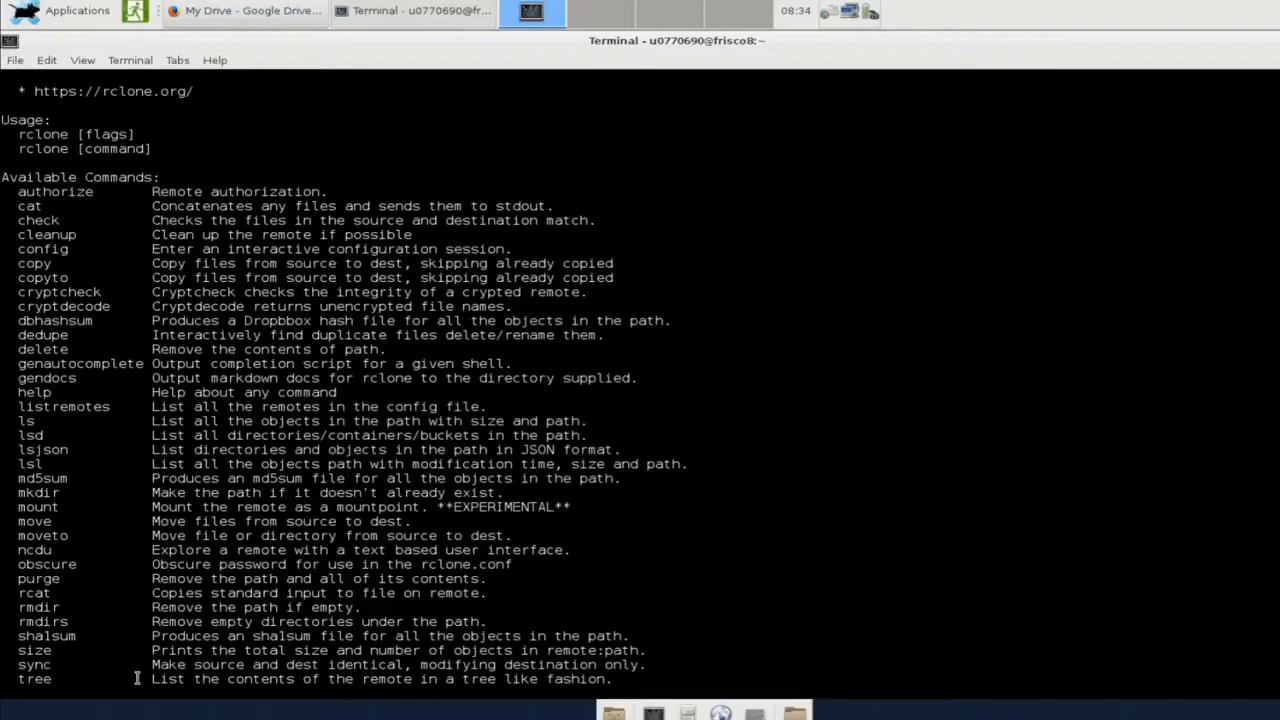 Applications
My Drive - Google Drive...
Terminal - u0770690@fr...
08:34
Terminal - u0770690@frisco8:~
File Edit View Terminal Tabs Help
* https://rclone.org/
Usage:
rclone [flags]
rclone [command]
Available Commands:
authorize Remote authorization.
cat Concatenates any files and sends them to stdout.
check Checks the files in the source and destination match.
cleanup Clean up the remote if possible
config Enter an interactive configuration session.
copy Copy files from source to dest, skipping already copied
copyto Copy files from source to dest, skipping already copied
cryptcheck Cryptcheck checks the integrity of a crypted remote.
cryptdecode Cryptdecode returns unencrypted file names.
dbhashsum Produces a Dropbbox hash file for all the objects in the path.
dedupe Interactively find duplicate files delete/rename them.
delete Remove the contents of path.
genautocomplete Output completion script for a given shell.
gendocs Output markdown docs for rclone to the directory supplied.
help Help about any command
listremotes List all the remotes in the config file.
ls List all the objects in the path with size and path.
lsd List all directories/containers/buckets in the path.
lsjson List directories and objects in the path in JSON format.
lsl List all the objects path with modification time, size and path.
md5sum Produces an md5sum file for all the objects in the path.
mkdir Make the path if it doesn't already exist.
mount Mount the remote as a mountpoint. **EXPERIMENTAL**
move Move files from source to dest.
moveto Move file or directory from source to dest.
ncdu Explore a remote with a text based user interface.
obscure Obscure password for use in the rclone.conf
purge Remove the path and all of its contents.
rcat Copies standard input to file on remote.
rmdir Remove the path if empty.
rmdirs Remove empty directories under the path.
sha1sum Produces an sha1sum file for all the objects in the path.
size Prints the total size and number of objects in remote:path.
sync Make source and dest identical, modifying destination only.
tree List the contents of the remote in a tree like fashion.